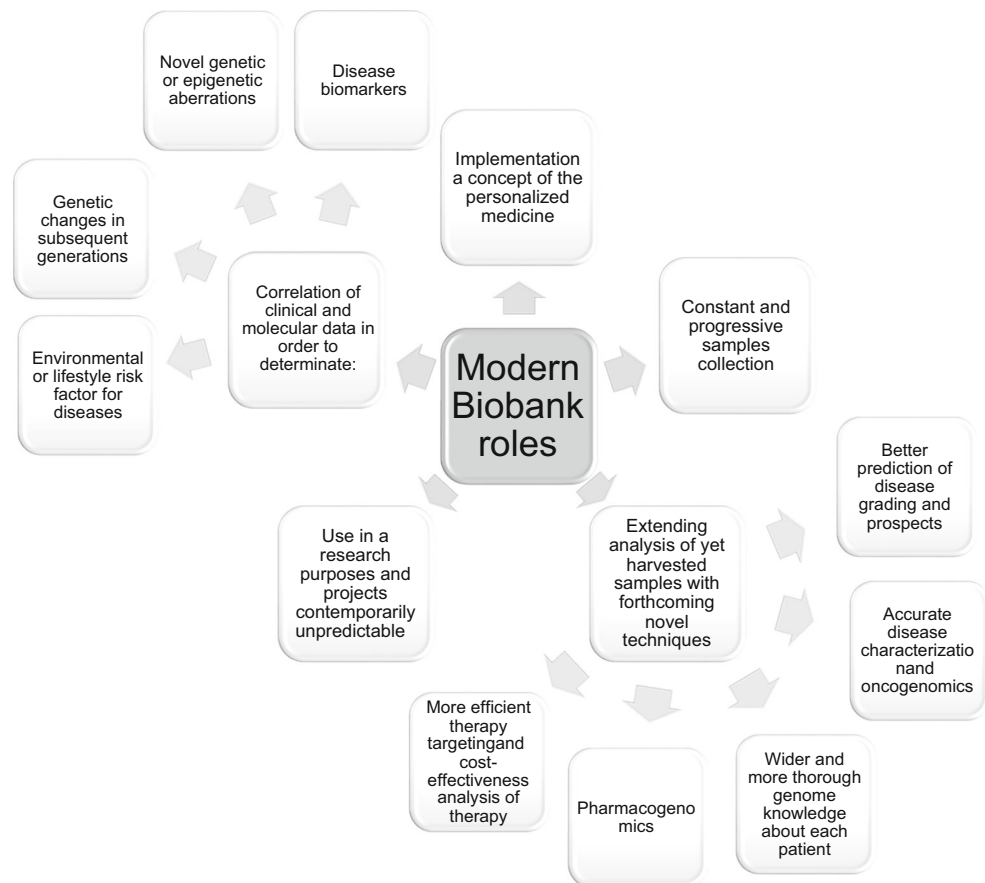 Novel genetic
or epigenetic
aberrations
Disease
biomarkers
Implementation
a concept of the
personalized
medicine
Genetic
changes in
subsequent
generations
Correlation of
clinical and
molecular data in
order to
determinate:
Constant and
progressive
samples
collection
Environmental
or lifestyle risk
factor for
diseases
Modern
Biobank
roles
Better
prediction of
disease
grading and
prospects
Use in a
research
purposes and
projects
contemporarily
unpredictable
Extending
analysis of yet
harvested
samples with
forthcoming
novel
techniques
Accurate
disease
characterizatio
nand
oncogenomics
More efficient
therapy
targetingand
cost-
effectiveness
analysis of
therapy
Pharmacogeno
mics
Wider and
more thorough
genome
knowledge
about each
patient